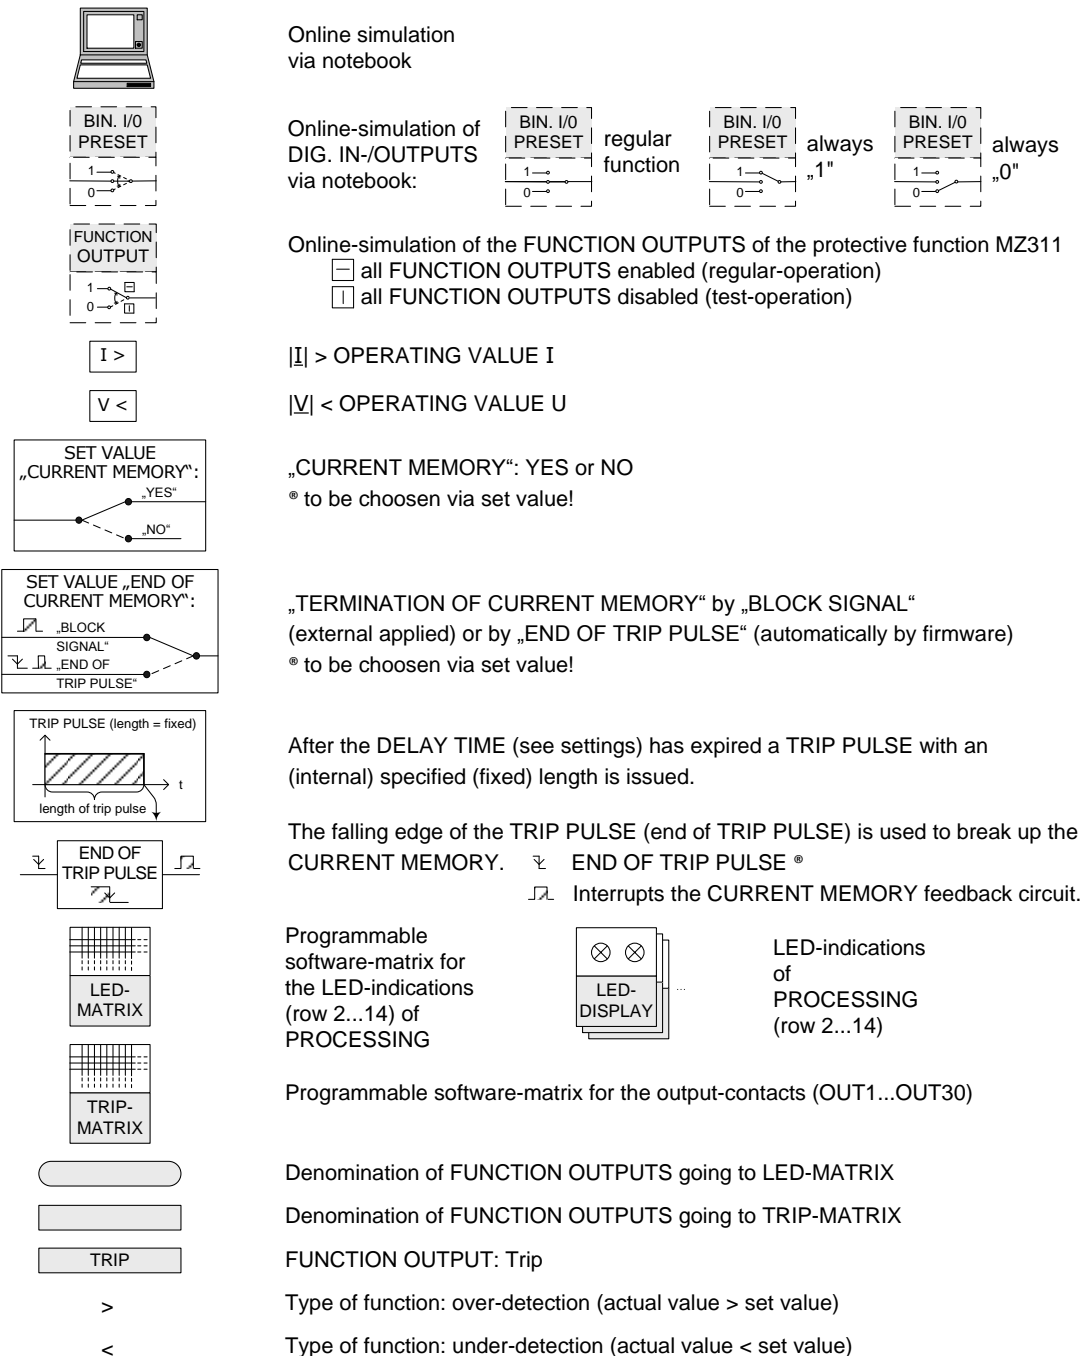 Online simulation
via notebook
BIN. I/0
PRESET
1
0
Online-simulation of
DIG. IN-/OUTPUTS
via notebook:
BIN. I/0
PRESET
1
0
regular
function
BIN. I/0
PRESET
1
0
always
„1"
BIN. I/0
PRESET
1
0
always
„0"
FUNCTION
OUTPUT
1
0
Online-simulation of the FUNCTION OUTPUTS of the protective function MZ311
all FUNCTION OUTPUTS enabled (regular-operation)
all FUNCTION OUTPUTS disabled (test-operation)
I >
|I| > OPERATING VALUE I
V <
|V| < OPERATING VALUE U
SET VALUE
„CURRENT MEMORY“:
„YES“
„NO“
„CURRENT MEMORY“: YES or NO
® to be choosen via set value!
SET VALUE „END OF
CURRENT MEMORY“:
„BLOCK
SIGNAL“
„END OF
TRIP PULSE“
„TERMINATION OF CURRENT MEMORY“ by „BLOCK SIGNAL“
(external applied) or by „END OF TRIP PULSE“ (automatically by firmware)
® to be choosen via set value!
TRIP PULSE (length = fixed)
t
length of trip pulse
After the DELAY TIME (see settings) has expired a TRIP PULSE with an
(internal) specified (fixed) length is issued.
END OF
TRIP PULSE
The falling edge of the TRIP PULSE (end of TRIP PULSE) is used to break up the
CURRENT MEMORY. END OF TRIP PULSE ®
Interrupts the CURRENT MEMORY feedback circuit.
LED-
MATRIX
Programmable
software-matrix for
the LED-indications
(row 2...14) of
PROCESSING
LED-
DISPLAY
...
LED-indications
of
PROCESSING
(row 2...14)
TRIP-
MATRIX
Programmable software-matrix for the output-contacts (OUT1...OUT30)
Denomination of FUNCTION OUTPUTS going to LED-MATRIX
Denomination of FUNCTION OUTPUTS going to TRIP-MATRIX
TRIP
FUNCTION OUTPUT: Trip
>
Type of function: over-detection (actual value > set value)
<
Type of function: under-detection (actual value < set value)